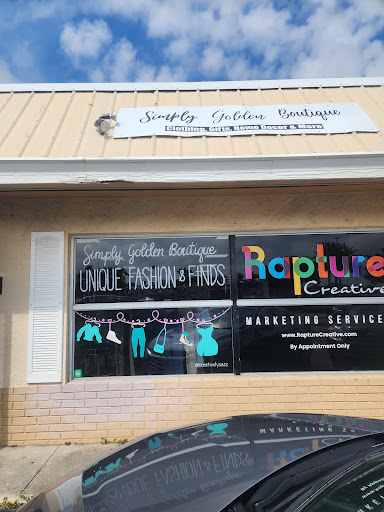 Simply Golden Boutique
Clothing, Gifts, Home Decor & More
Simply Golden Boutique
UNIQUE FASHION & FINDS
Rapture
Creative
MARKETING SERVICE
www.RaptureCreative.com
By Appointment Only